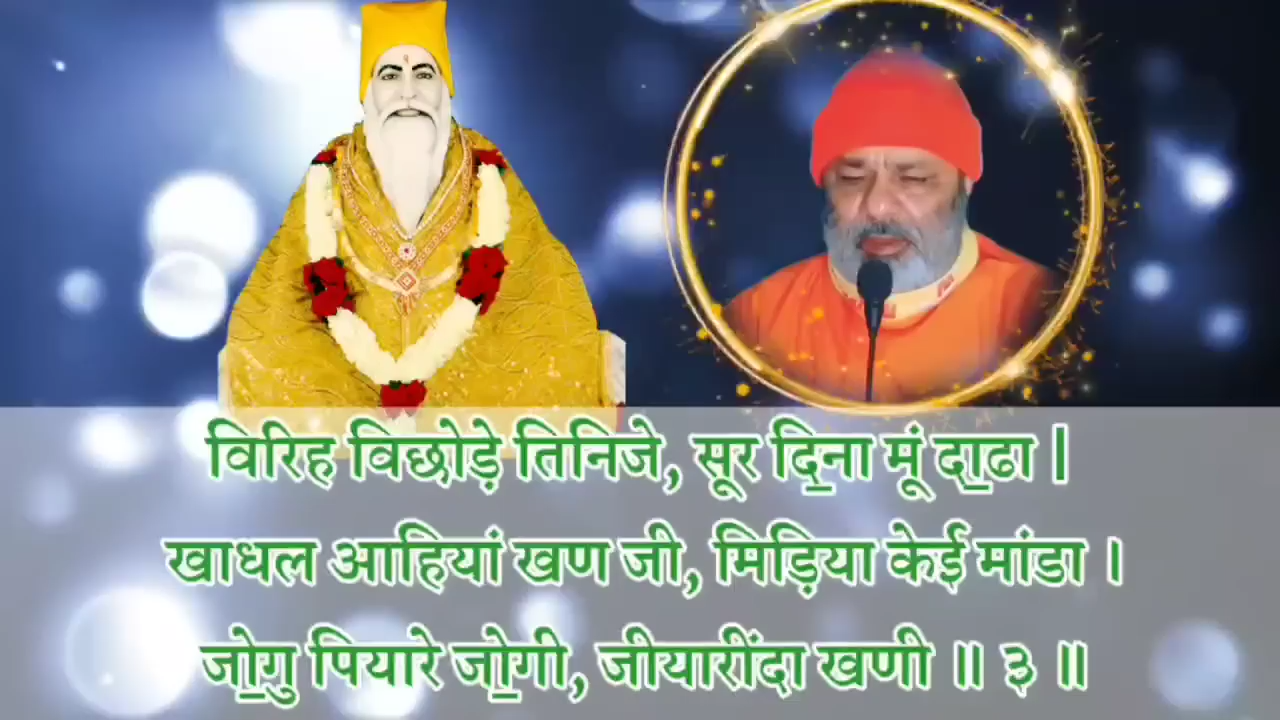 विरिह विछोड़े तिनिजे, सूर दि॒ना मूं दा॒ढा |
खाधल आहियां खण जी, मिड़िया केई मांडा ।
जो॒गु पियारे जो॒गी, जीयारींदा खणी ॥ ३ ॥